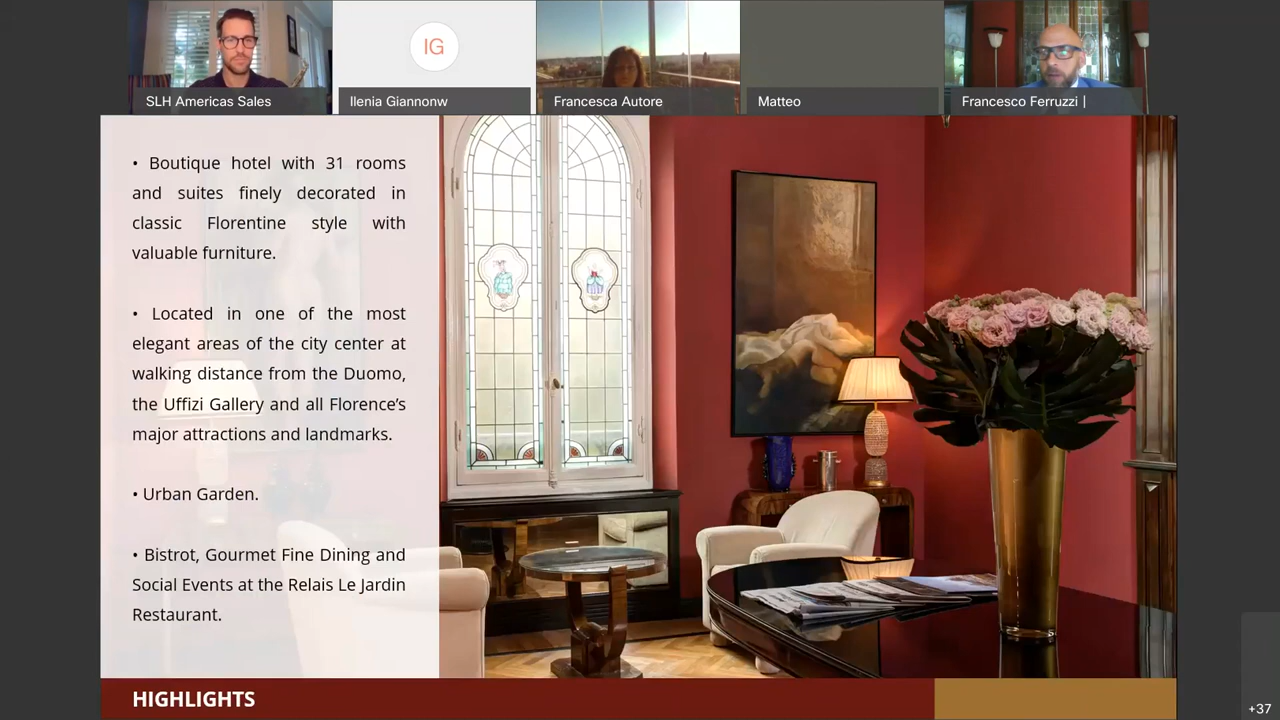 IG
SLH Americas Sales
Ilenia Giannonw
Francesca Autore
Matteo
Francesco Ferruzzi |
• Boutique hotel with 31 rooms
and suites finely decorated in
classic Florentine style with
valuable furniture.
• Located in one of the most
elegant areas of the city center at
walking distance from the Duomo,
the Uffizi Gallery and all Florence’s
major attractions and landmarks.
• Urban Garden.
• Bistrot, Gourmet Fine Dining and
Social Events at the Relais Le Jardin
Restaurant.
HIGHLIGHTS
+37